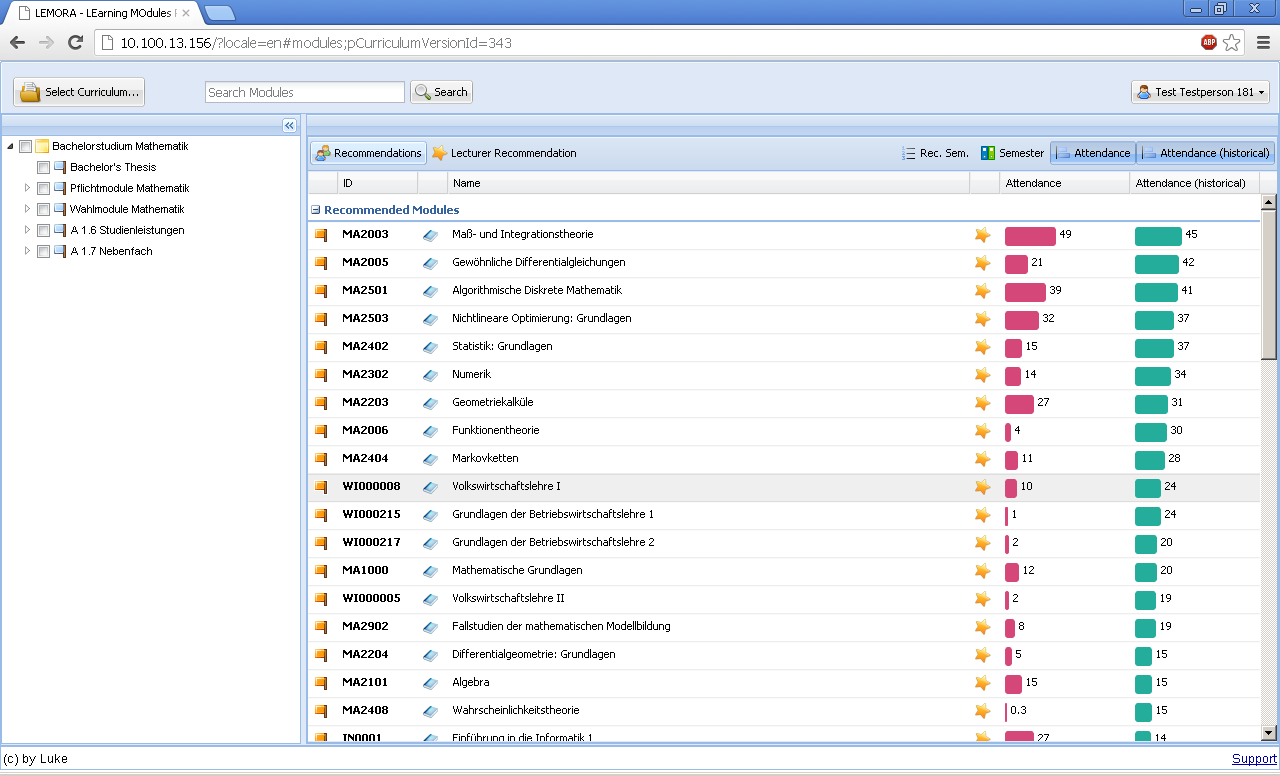 LEMORA - LEarning MOdules
10.100.13.156/?locale=en#modules;pCurriculumVersionId=343
ABP
Select Curriculum... Search Modules Search Test Testperson 181
Bachelorstudium Mathematik
Bachelor's Thesis
Pflichtmodule Mathematik
Wahlmodule Mathematik
A 1.6 Studienleistungen
A 1.7 Nebenfach
Recommendations Lecturer Recommendation Rec. Sem. Semester Attendance Attendance (historical)
ID Name Attendance Attendance (historical)
Recommended Modules
MA2003 Maß- und Integrationstheorie 49 45
MA2005 Gewöhnliche Differentialgleichungen 21 42
MA2501 Algorithmische Diskrete Mathematik 39 41
MA2503 Nichtlineare Optimierung: Grundlagen 32 37
MA2402 Statistik: Grundlagen 15 37
MA2302 Numerik 14 34
MA2203 Geometriekalküle 27 31
MA2006 Funktionentheorie 4 30
MA2404 Markovketten 11 28
WI000008 Volkswirtschaftslehre I 10 24
WI000215 Grundlagen der Betriebswirtschaftslehre 1 1 24
WI000217 Grundlagen der Betriebswirtschaftslehre 2 2 20
MA1000 Mathematische Grundlagen 12 20
WI000005 Volkswirtschaftslehre II 2 19
MA2902 Fallstudien der mathematischen Modellbildung 8 19
MA2204 Differentialgeometrie: Grundlagen 5 15
MA2101 Algebra 15 15
MA2408 Wahrscheinlichkeitstheorie 0.3 15
IN0001 Einführung in die Informatik 1 27 14
(c) by Luke Support